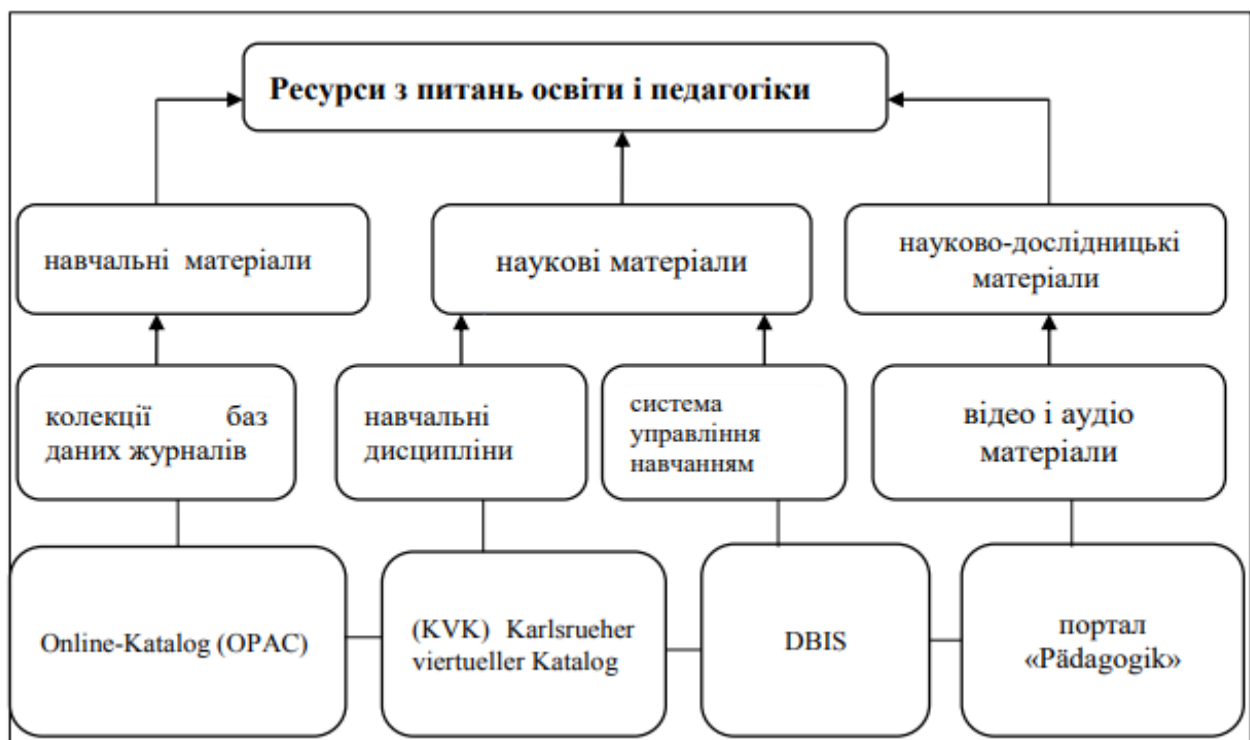 Ресурси з питань освіти і педагогіки
навчальні матеріали
наукові матеріали
науково-дослідницькі
матеріали
колекції баз
даних журналів
навчальні
дисципліни
система
управління
навчанням
відео і аудіо
матеріали
Online-Katalog (OPAC)
(KVK) Karlsrueher
viertueller Katalog
DBIS
портал
«Pädagogik»